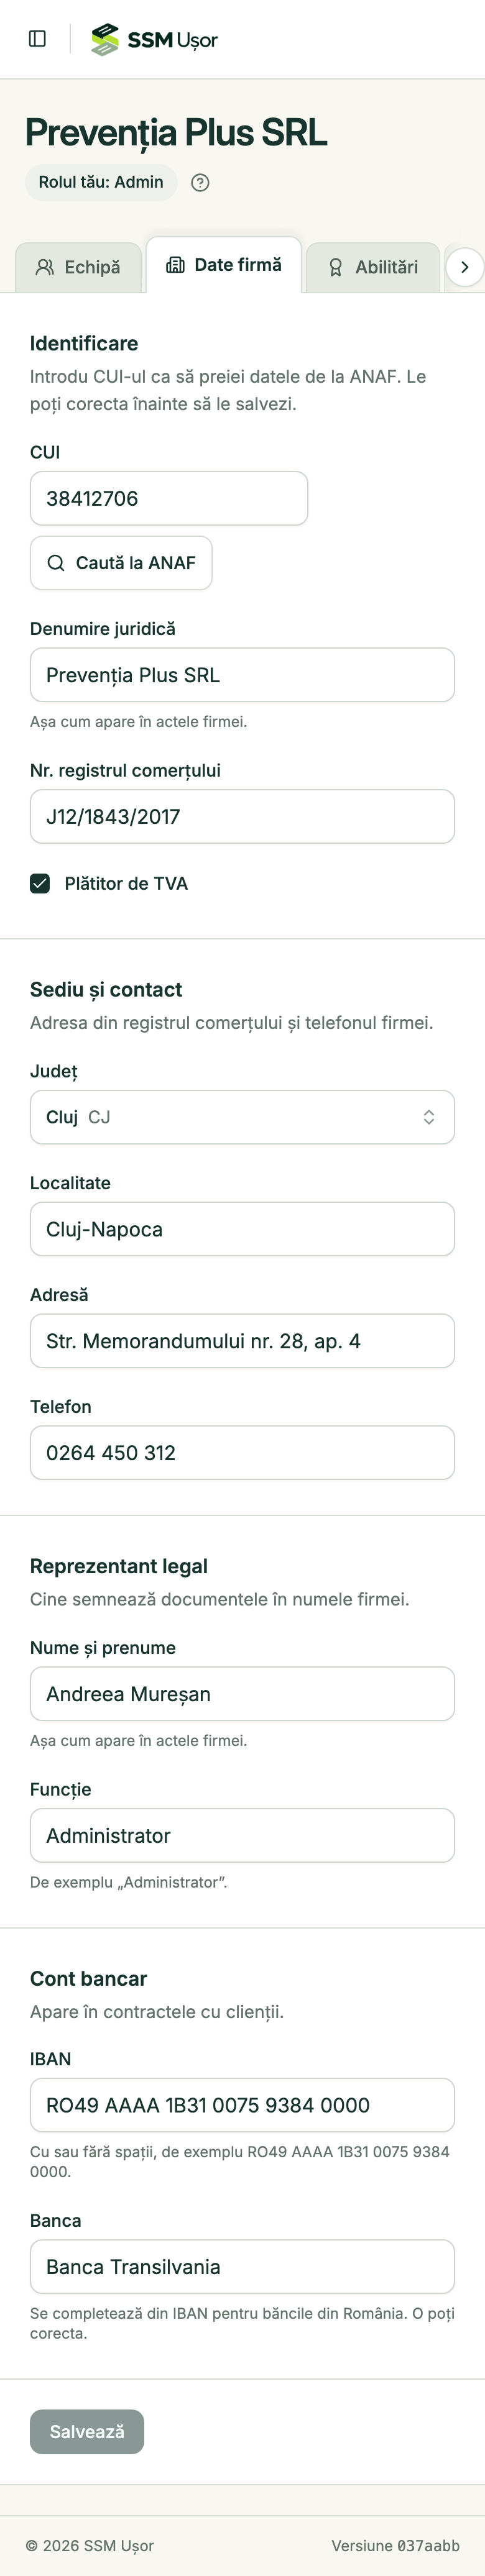 SSM Ușor
Prevenția Plus SRL
Rolul tău: Admin
Echipă
Date firmă
Abilitări
Identificare
Introdu CUI-ul ca să preiei datele de la ANAF. Le
poți corecta înainte să le salvezi.
CUI
38412706
Caută la ANAF
Denumire juridică
Prevenția Plus SRL
Așa cum apare în actele firmei.
Nr. registrul comerțului
J12/1843/2017
Plătitor de TVA
Sediu și contact
Adresa din registrul comerțului și telefonul firmei.
Județ
Cluj CJ
Localitate
Cluj-Napoca
Adresă
Str. Memorandumului nr. 28, ap. 4
Telefon
0264 450 312
Reprezentant legal
Cine semnează documentele în numele firmei.
Nume și prenume
Andreea Mureșan
Așa cum apare în actele firmei.
Funcție
Administrator
De exemplu „Administrator”.
Cont bancar
Apare în contractele cu clienții.
IBAN
RO49 AAAA 1B31 0075 9384 0000
Cu sau fără spații, de exemplu RO49 AAAA 1B31 0075 9384
0000.
Banca
Banca Transilvania
Se completează din IBAN pentru băncile din România. O poți
corecta.
Salvează
© 2026 SSM Ușor
Versiune 037aabb